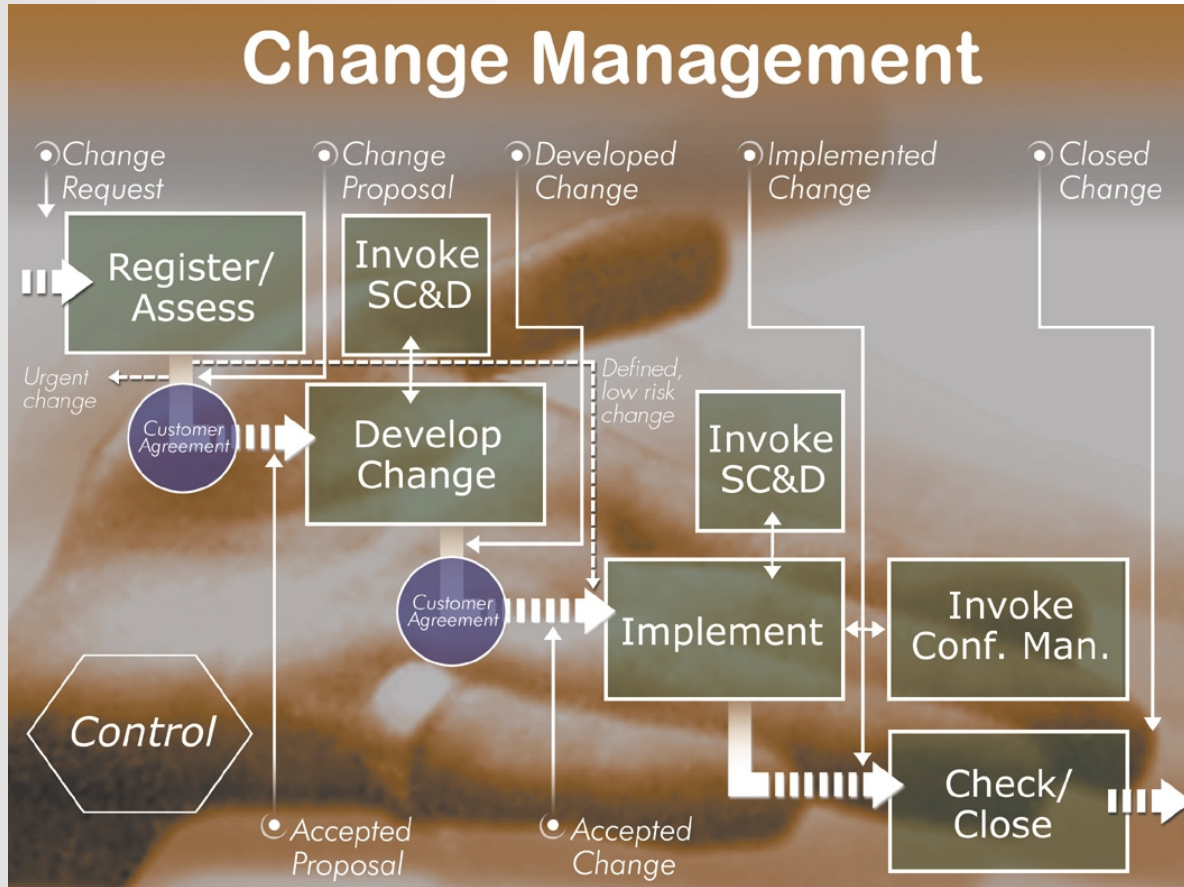 Change Management
Change
Request
Change
Proposal
Developed
Change
Implemented
Change
Closed
Change
Register/
Assess
Invoke
SC&D
Urgent
change
Defined,
low risk
change
Customer
Agreement
Develop
Change
Invoke
SC&D
Customer
Agreement
Implement
Invoke
Conf. Man.
Control
Check/
Close
Accepted
Proposal
Accepted
Change